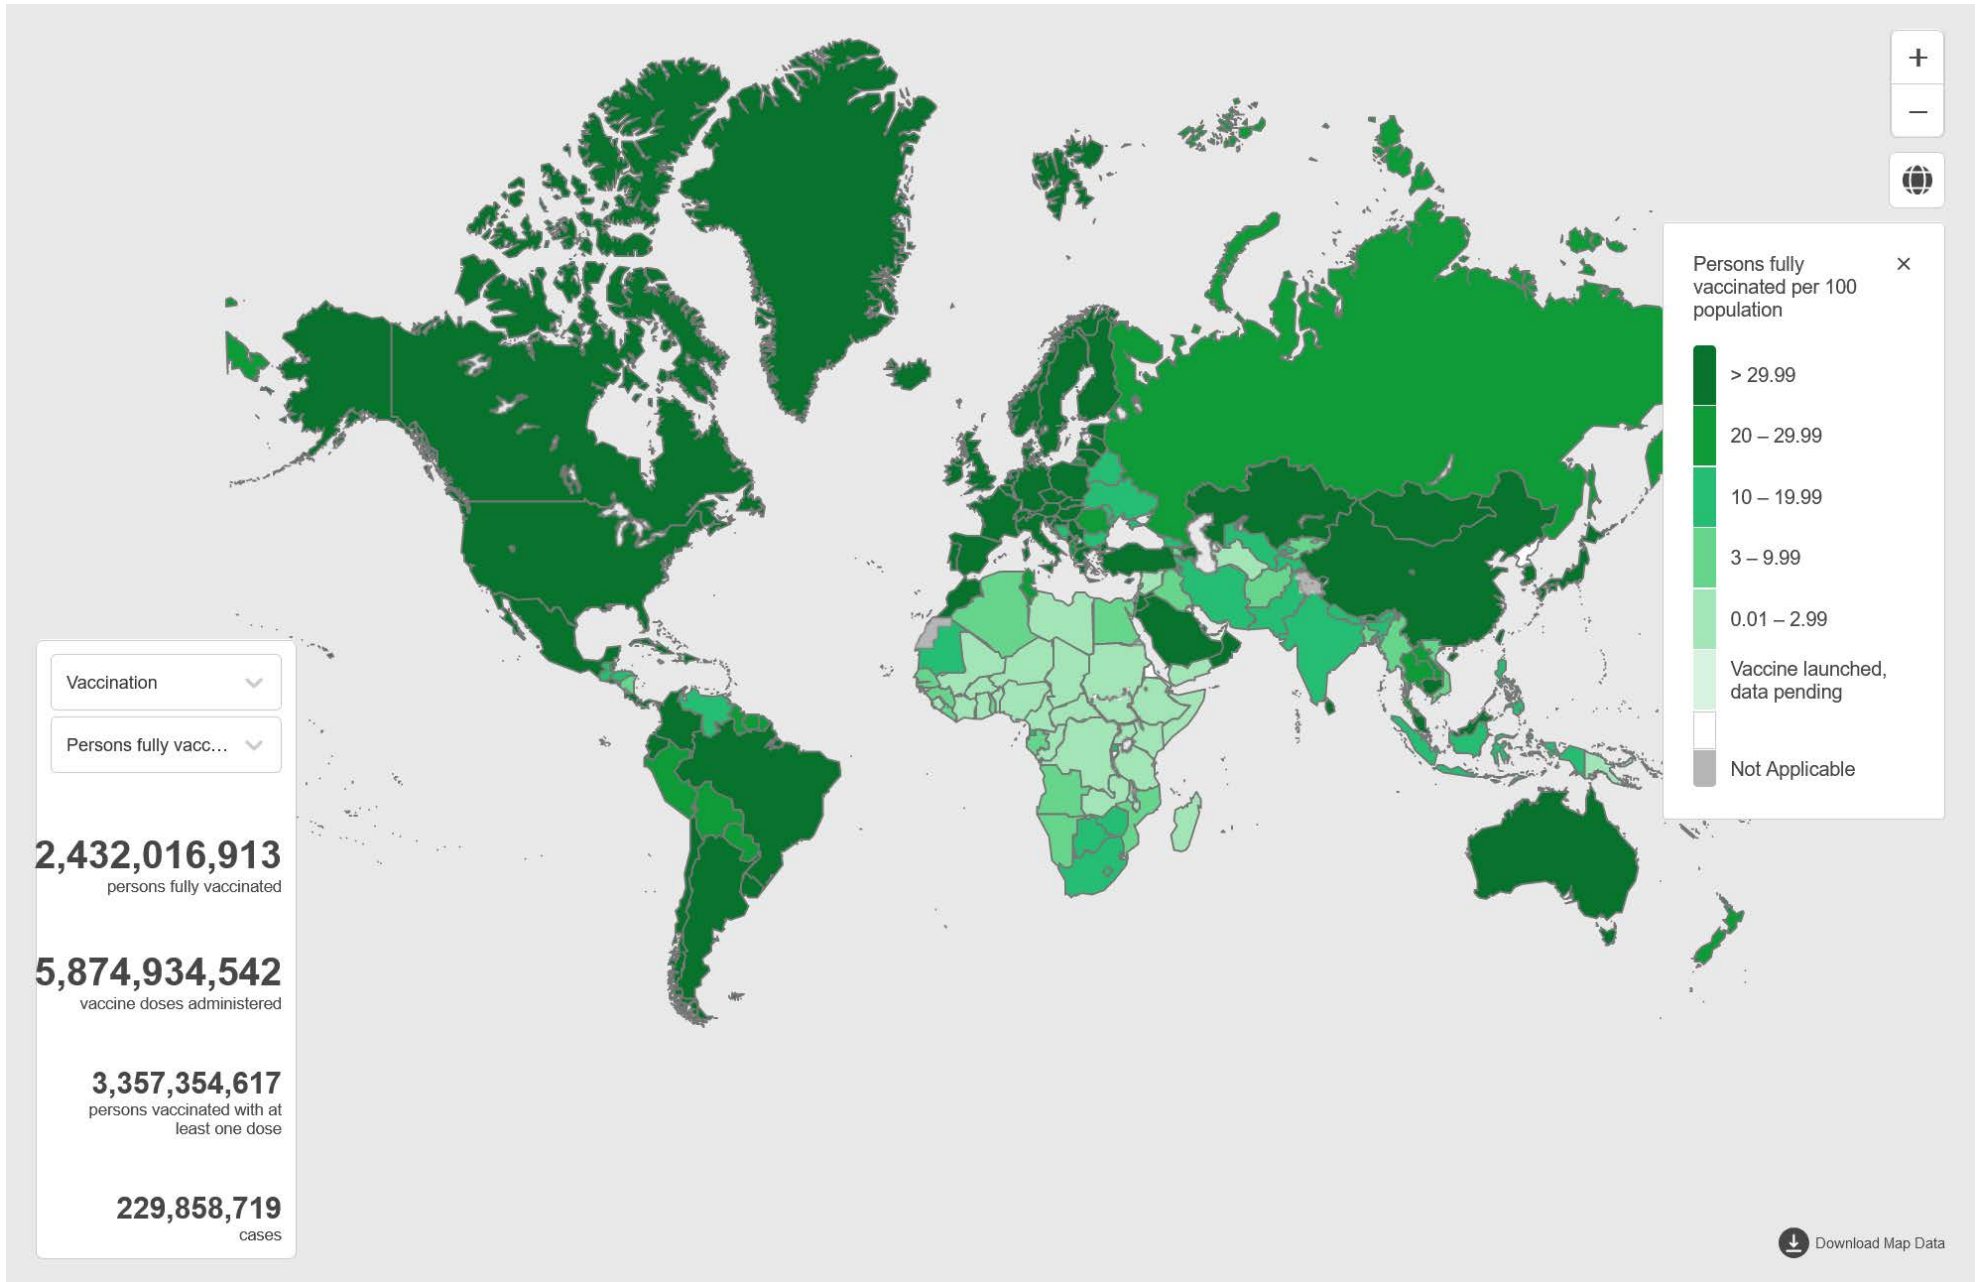 +
−
Persons fully
vaccinated per 100
population
×
> 29.99
20 – 29.99
10 – 19.99
3 – 9.99
0.01 – 2.99
Vaccine launched,
data pending
Not Applicable
Vaccination
Persons fully vacc...
2,432,016,913
persons fully vaccinated
5,874,934,542
vaccine doses administered
3,357,354,617
persons vaccinated with at
least one dose
229,858,719
cases
Download Map Data